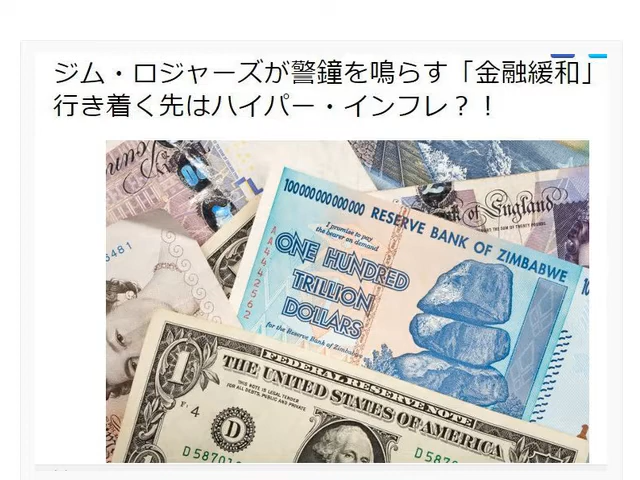 ジム・ロジャーズが警鐘を鳴らす「金融緩和」
行き着く先はハイパー・インフレ？！
100000000000000
RESERVE BANK OF ZIMBABWE
I promise to pay
the bearer on demand
ONE HUNDRED
TRILLION
DOLLARS
for the Reserve Bank of Zimbabwe
AA4442562
of England
5481
FEDERAL RESERVE NOTE
THE UNITED STATES OF AMERICA
THIS NOTE IS LEGAL TENDER
FOR ALL DEBTS, PUBLIC AND PRIVATE
1
F 4
D